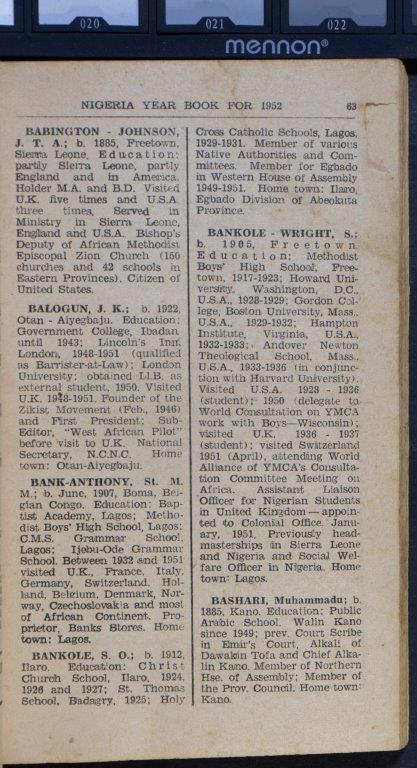 020
021
022
mennon®
NIGERIA YEAR BOOK FOR 1952 63
BABINGTON - JOHNSON,
J. T. A.; b. 1885, Freetown,
Sierra Leone. Education:
partly Sierra Leone, partly
England and in America.
Holder M.A. and B.D. Visited
U.K. five times and U.S.A.
three times. Served in
Ministry in Sierra Leone,
England and U.S.A. Bishop's
Deputy of African Methodist
Episcopal Zion Church (150
churches and 42 schools in
Eastern Provinces). Citizen of
United States.
BALOGUN, J. K.; b. 1922,
Otan - Aiyegbaju. Education:
Government College, Ibadan
until 1943; Lincoln's Inn,
London, 1948-1951 (qualified
as Barrister-at-Law); London
University; obtained LL.B. as
external student, 1950. Visited
U.K. 1948-1951. Founder of the
Zikist Movement (Feb., 1946)
and First President; Sub-
Editor, "West African Pilot"
before visit to U.K. National
Secretary, N.C.N.C. Home
town: Otan-Aiyegbaju.
BANK-ANTHONY, St. M.
M.; b. June, 1907, Boma, Bel-
gian Congo. Education: Bap-
tist Academy, Lagos; Metho-
dist Boys' High School, Lagos;
C.M.S. Grammar School,
Lagos; Ijebu-Ode Grammar
School. Between 1932 and 1951
visited U.K., France, Italy,
Germany, Switzerland, Hol-
land, Belgium, Denmark, Nor-
way, Czechoslovakia and most
of African Continent. Pro-
prietor, Banks Stores. Home
town: Lagos.
BANKOLE, S. O.; b. 1912,
Ilaro. Education: Christ
Church School, Ilaro, 1924,
1926 and 1927; St. Thomas
School, Badagry, 1925; Holy
Cross Catholic Schools, Lagos,
1929-1931. Member of various
Native Authorities and Com-
mittees. Member for Egbado
in Western House of Assembly
1949-1951. Home town: Ilaro,
Egbado Division of Abeokuta
Province.
BANKOLE - WRIGHT, S.;
b. 1905, Freetown.
Education: Methodist
Boys' High School, Free-
town, 1917-1923; Howard Uni-
versity, Washington, D.C.,
U.S.A., 1928-1929; Gordon Col-
lege, Boston University, Mass.,
U.S.A., 1929-1932; Hampton
Institute, Virginia, U.S.A.,
1932-1933; Andover Newton
Theological School, Mass.,
U.S.A., 1933-1936 (in conjunc-
tion with Harvard University).
Visited U.S.A. 1928 - 1936
(student); 1950 (delegate to
World Consultation on YMCA
work with Boys—Wisconsin);
visited U.K. 1936 - 1937
(student); visited Switzerland
1951 (April), attending World
Alliance of YMCA's Consulta-
tion Committee Meeting on
Africa. Assistant Liaison
Officer for Nigerian Students
in United Kingdom — appoin-
ted to Colonial Office, Janu-
ary, 1951. Previously head-
masterships in Sierra Leone
and Nigeria and Social Wel-
fare Officer in Nigeria. Home
town: Lagos.
BASHARI, Muhammadu; b.
1885, Kano. Education: Public
Arabic School. Walin Kano
since 1949; prev. Court Scribe
in Emir's Court, Alkali of
Dawakin Tofa and Chief Alka-
lin Kano. Member of Northern
Hse. of Assembly; Member of
the Prov. Council. Home town:
Kano.